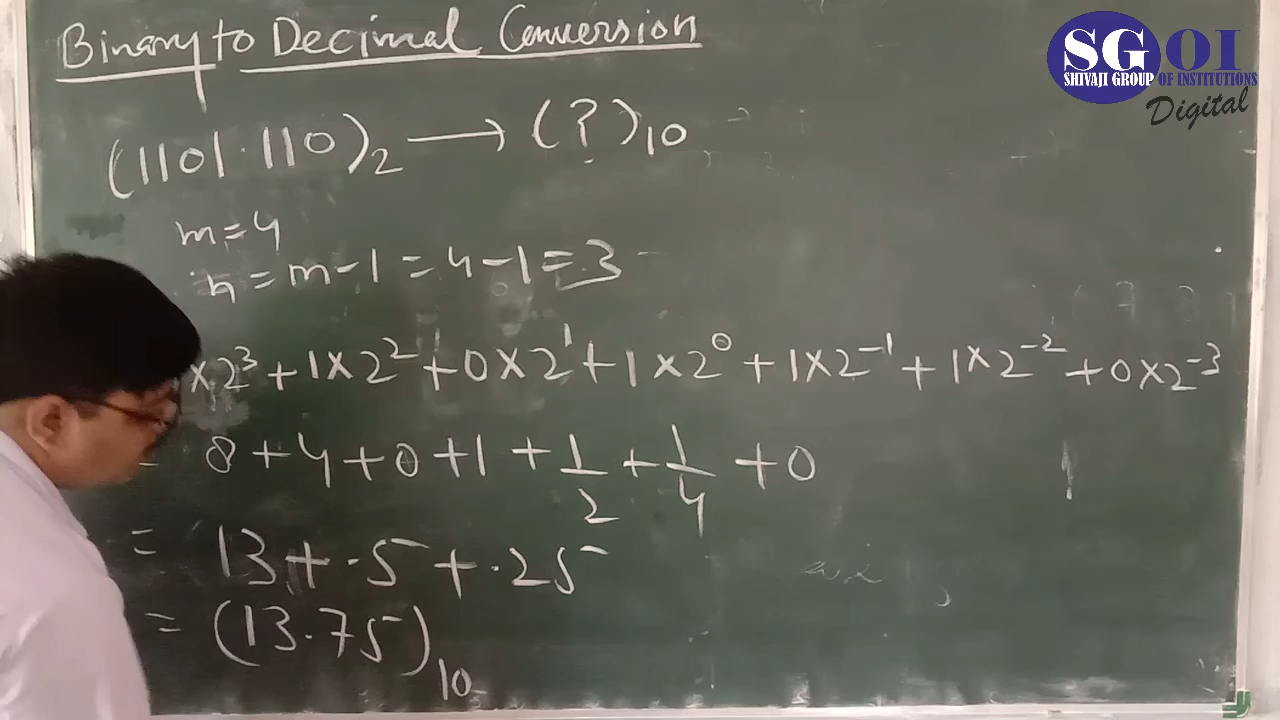 Binary to Decimal Conversion
SGOI
SHIVAJI GROUP OF INSTITUTIONS
Digital
(1101.110)2 → (?)10
m=4
n=m-1=4-1=3
×2³+1×2²+0×2¹+1×2⁰+1×2⁻¹+1×2⁻²+0×2⁻³
= 8+4+0+1+1/2+1/4+0
= 13+.5+.25
= (13.75)10